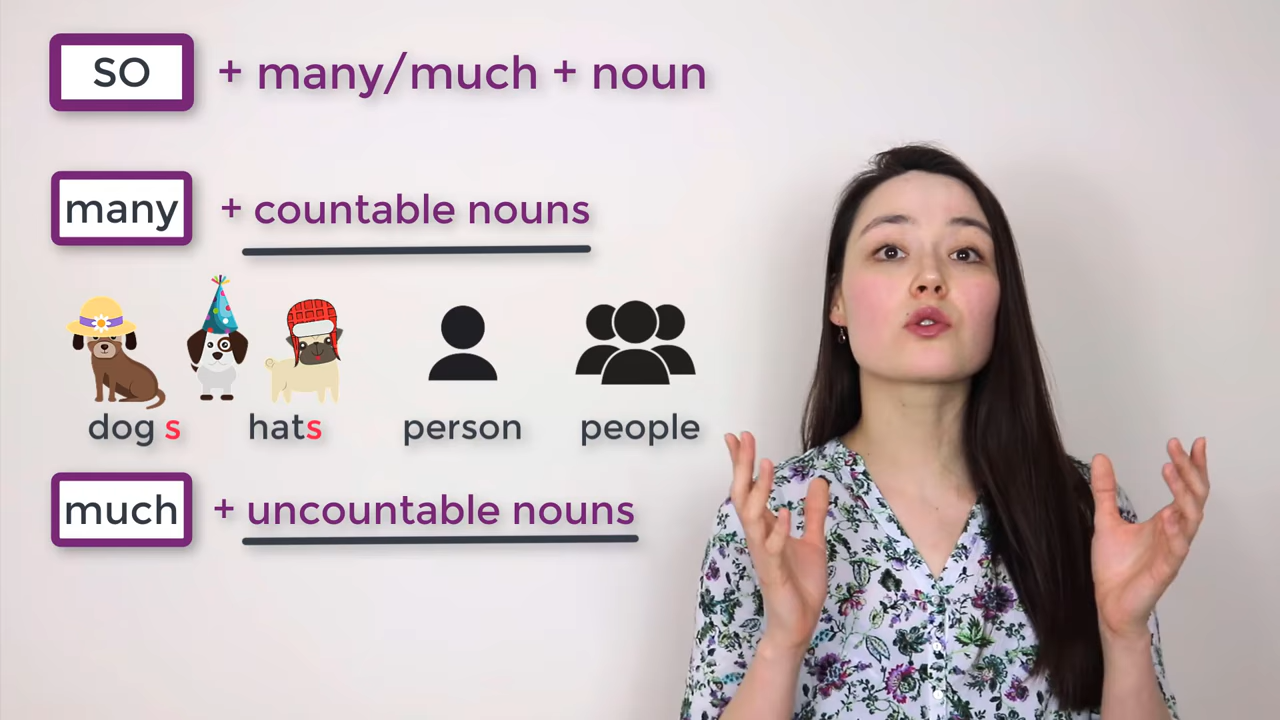 SO + many/much + noun
many + countable nouns
dog s hats person people
much + uncountable nouns